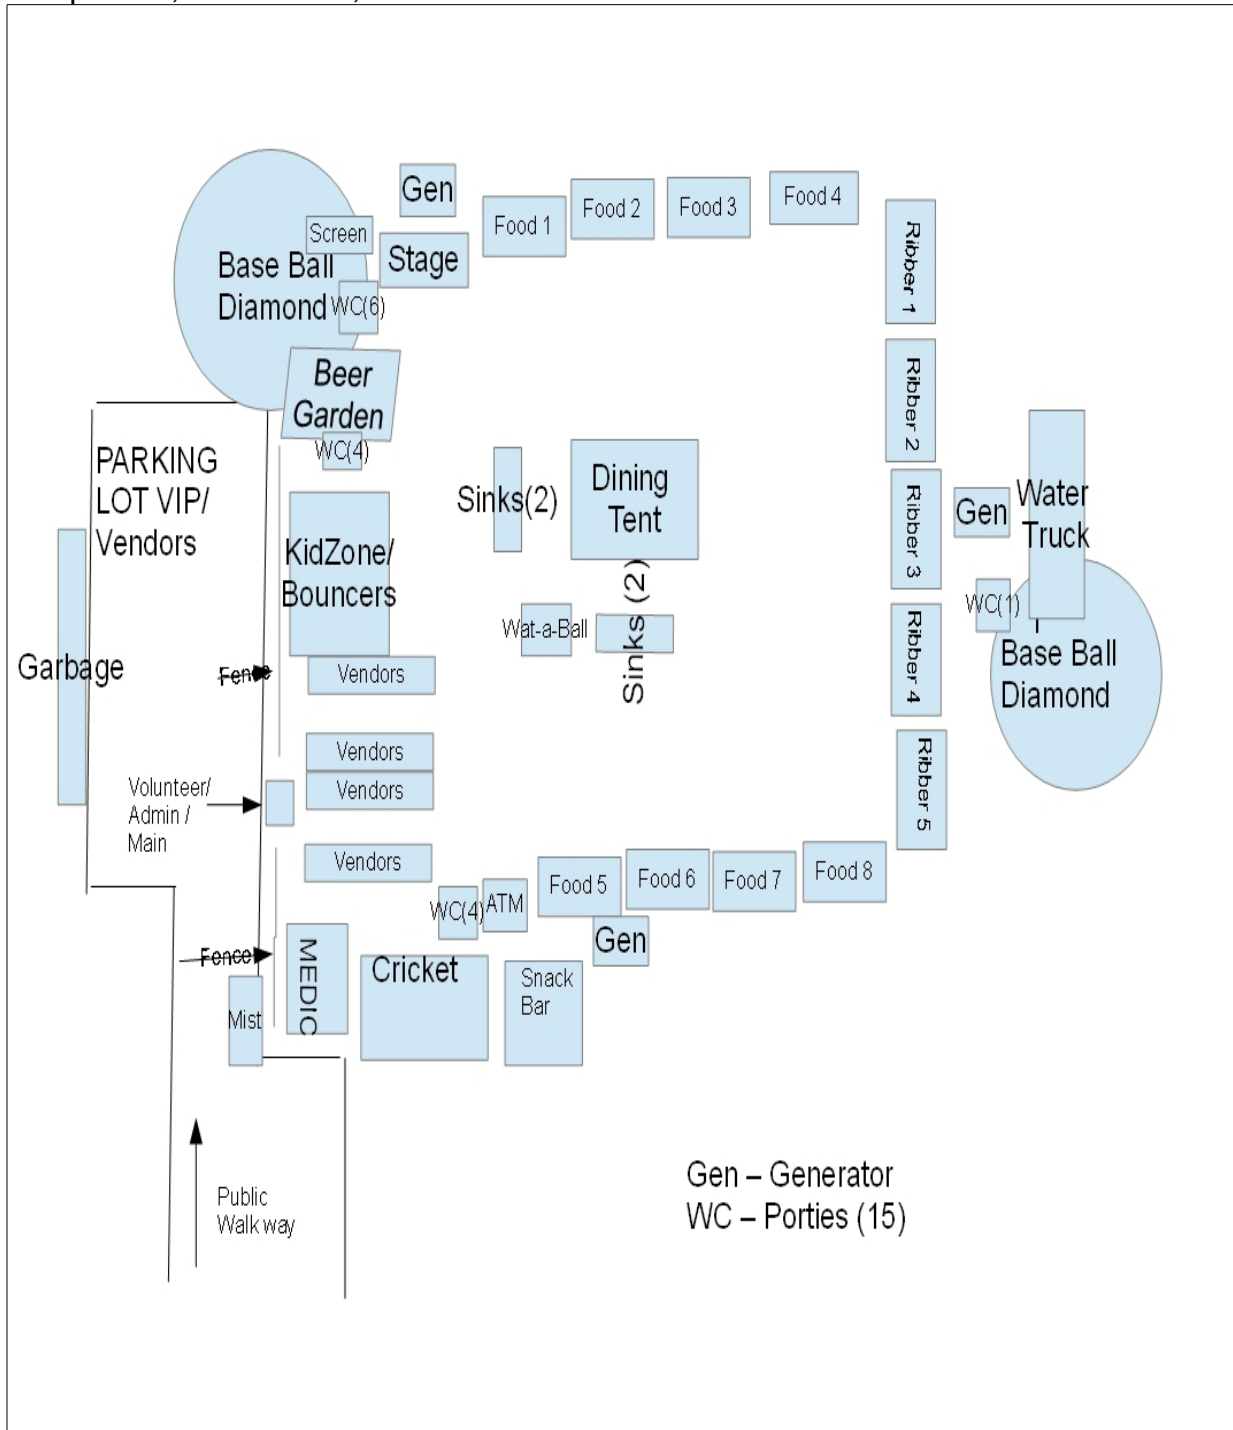 Gen
Food 1
Food 2
Food 3
Food 4
Screen
Stage
Base Ball
Diamond
WC(6)
Ribber 1
Beer
Garden
WC(4)
Ribber 2
PARKING
LOT VIP/
Vendors
Sinks(2)
Dining
Tent
Ribber 3
Gen
Water
Truck
KidZone/
Bouncers
Sinks (2)
Wat-a-Ball
WC(1)
Ribber 4
Base Ball
Diamond
Garbage
Fence
Vendors
Vendors
Vendors
Ribber 5
Volunteer/
Admin /
Main
Vendors
WC(4)
ATM
Food 5
Food 6
Food 7
Food 8
Gen
Fence
MEDIC
Cricket
Snack
Bar
Mist
Public
Walk way
Gen – Generator
WC – Porties (15)